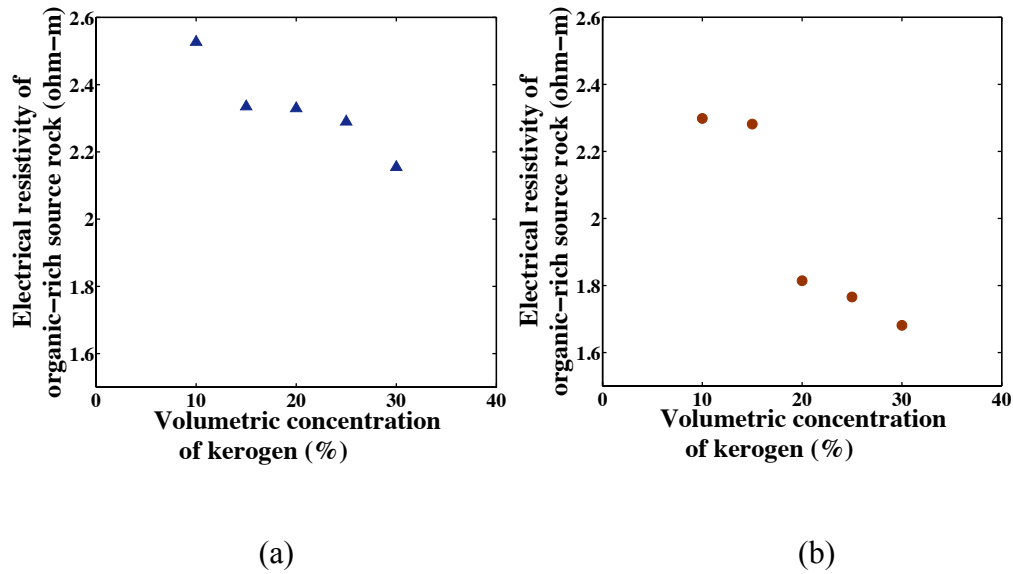 2.6
2.4
2.2
2
1.8
1.6
0
10
20
30
40
Electrical resistivity of
organic−rich source rock (ohm−m)
Volumetric concentration
of kerogen (%)
(a)
2.6
2.4
2.2
2
1.8
1.6
0
10
20
30
40
Electrical resistivity of
organic−rich source rock (ohm−m)
Volumetric concentration
of kerogen (%)
(b)